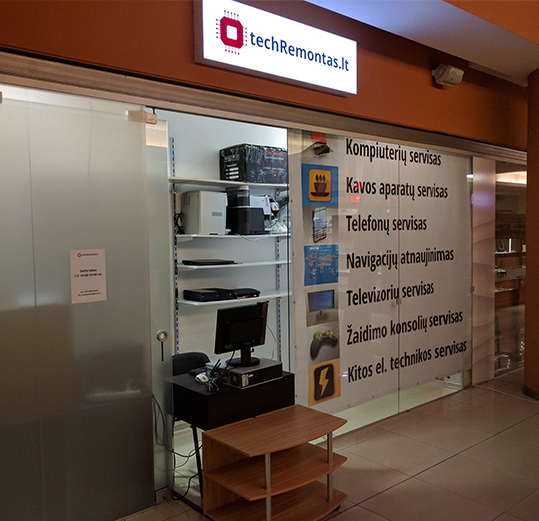 techRemontas.lt
Kompiuterių servisas
Kavos aparatų servisas
Telefonų servisas
Navigacijų atnaujinimas
Televizorių servisas
Žaidimo konsolių servisas
Kitos el. technikos servisas